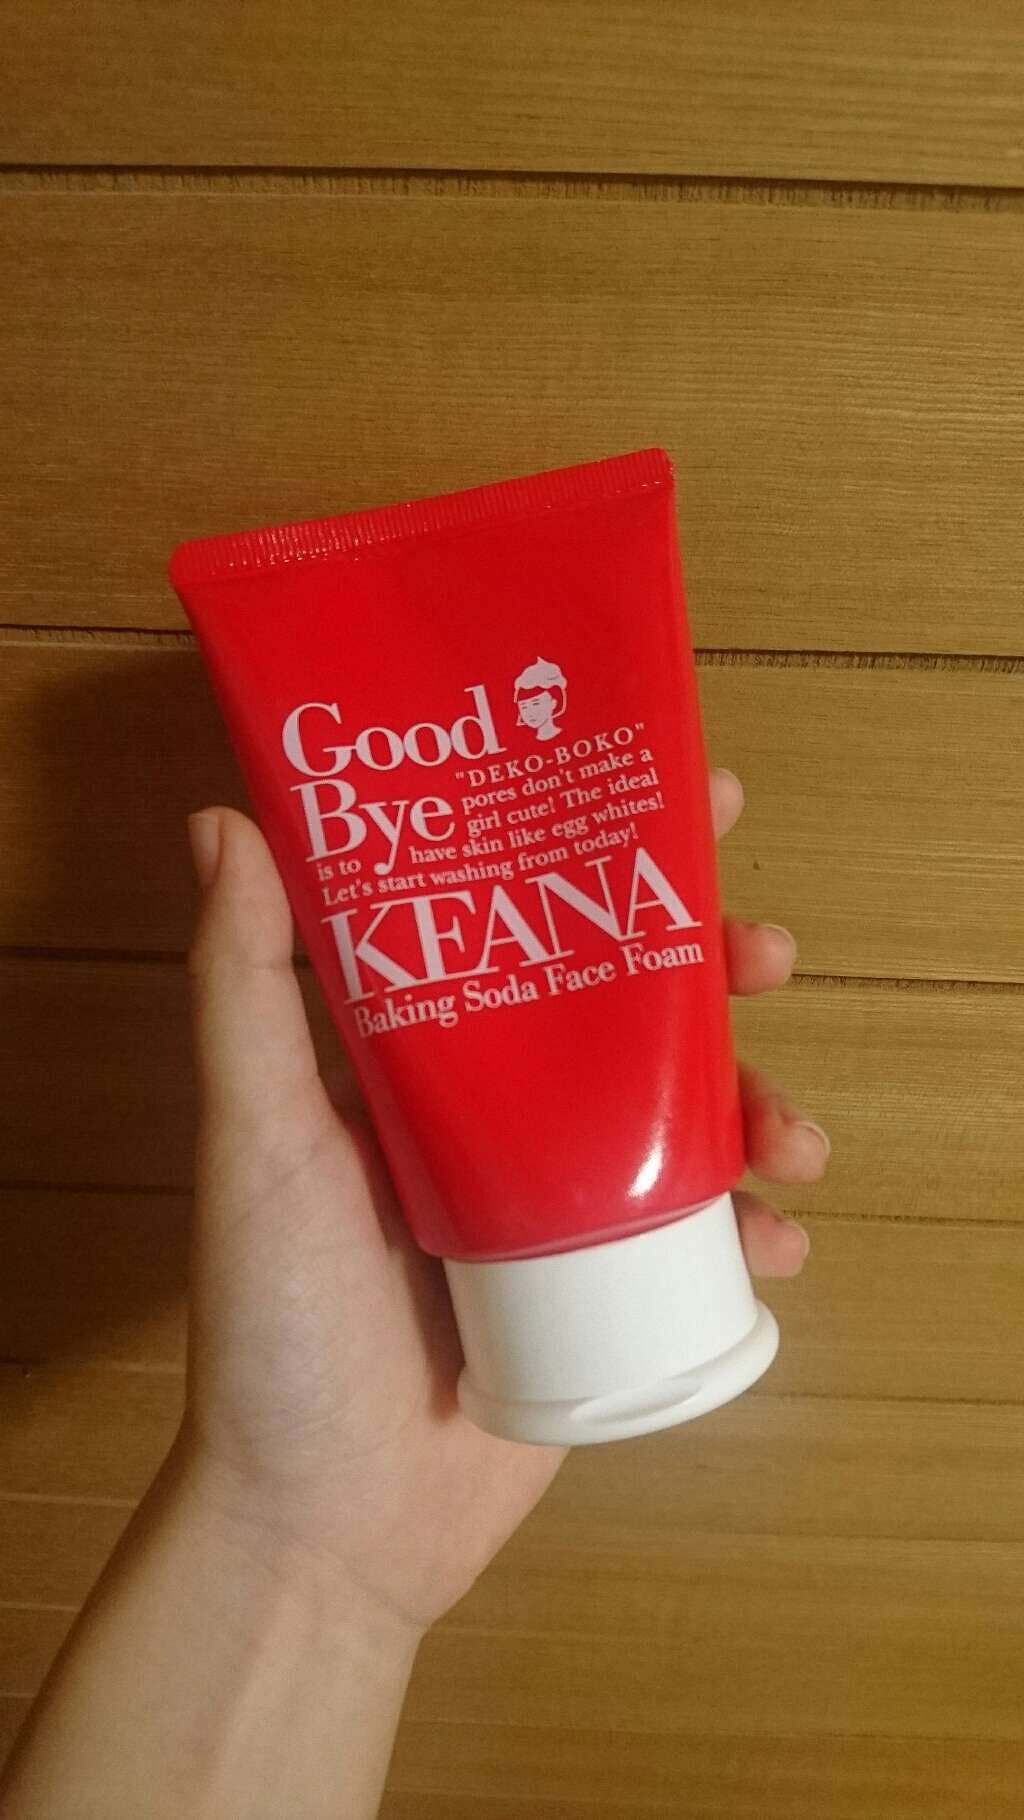 Good
"DEKO-BOKO"
Bye pores don't make a
girl cute! The ideal
is to have skin like egg whites!
Let's start washing from today!
KEANA
Baking Soda Face Foam